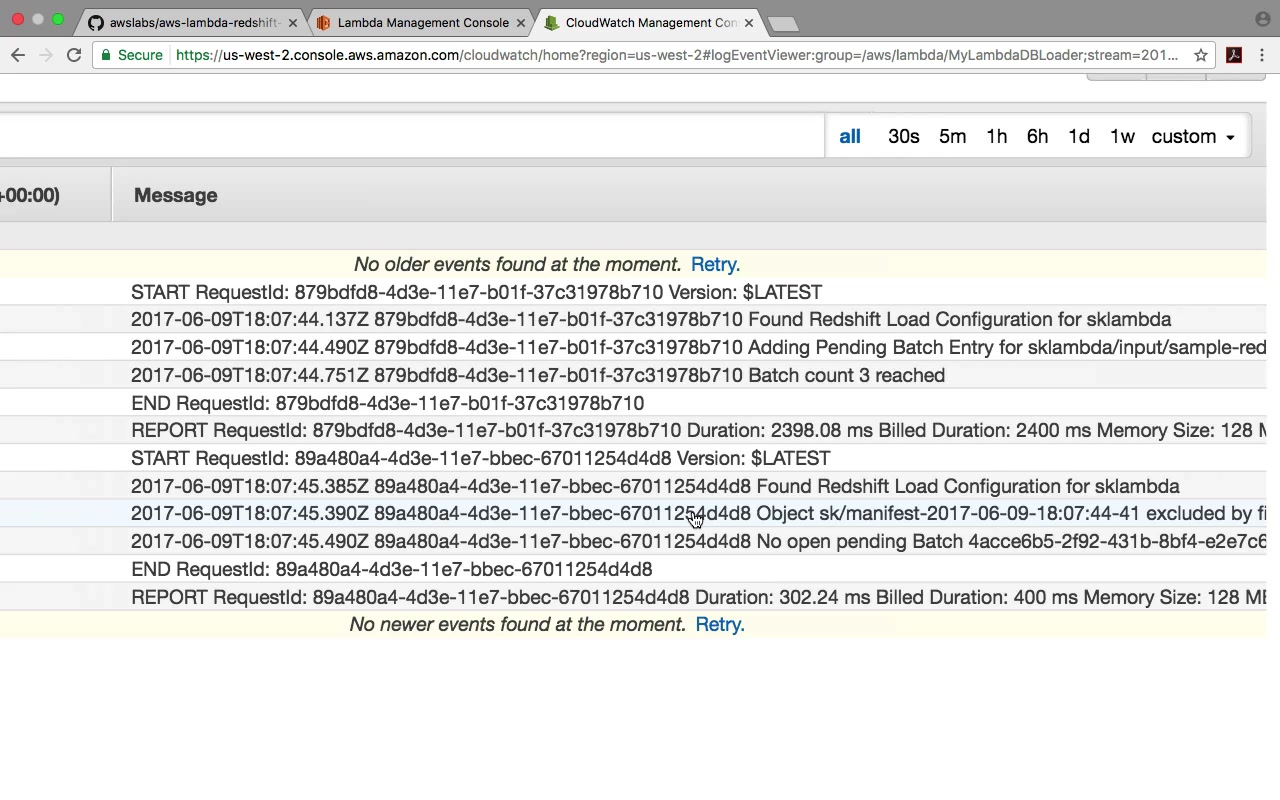 awslabs/aws-lambda-redshift-
Lambda Management Console
CloudWatch Management Con
Secure https://us-west-2.console.aws.amazon.com/cloudwatch/home?region=us-west-2#logEventViewer:group=/aws/lambda/MyLambdaDBLoader;stream=201...
all 30s 5m 1h 6h 1d 1w custom
+00:00) Message
No older events found at the moment. Retry.
START RequestId: 879bdfd8-4d3e-11e7-b01f-37c31978b710 Version: $LATEST
2017-06-09T18:07:44.137Z 879bdfd8-4d3e-11e7-b01f-37c31978b710 Found Redshift Load Configuration for sklambda
2017-06-09T18:07:44.490Z 879bdfd8-4d3e-11e7-b01f-37c31978b710 Adding Pending Batch Entry for sklambda/input/sample-red
2017-06-09T18:07:44.751Z 879bdfd8-4d3e-11e7-b01f-37c31978b710 Batch count 3 reached
END RequestId: 879bdfd8-4d3e-11e7-b01f-37c31978b710
REPORT RequestId: 879bdfd8-4d3e-11e7-b01f-37c31978b710 Duration: 2398.08 ms Billed Duration: 2400 ms Memory Size: 128 M
START RequestId: 89a480a4-4d3e-11e7-bbec-67011254d4d8 Version: $LATEST
2017-06-09T18:07:45.385Z 89a480a4-4d3e-11e7-bbec-67011254d4d8 Found Redshift Load Configuration for sklambda
2017-06-09T18:07:45.390Z 89a480a4-4d3e-11e7-bbec-67011254d4d8 Object sk/manifest-2017-06-09-18:07:44-41 excluded by fi
2017-06-09T18:07:45.490Z 89a480a4-4d3e-11e7-bbec-67011254d4d8 No open pending Batch 4acce6b5-2f92-431b-8bf4-e2e7c6
END RequestId: 89a480a4-4d3e-11e7-bbec-67011254d4d8
REPORT RequestId: 89a480a4-4d3e-11e7-bbec-67011254d4d8 Duration: 302.24 ms Billed Duration: 400 ms Memory Size: 128 MB
No newer events found at the moment. Retry.